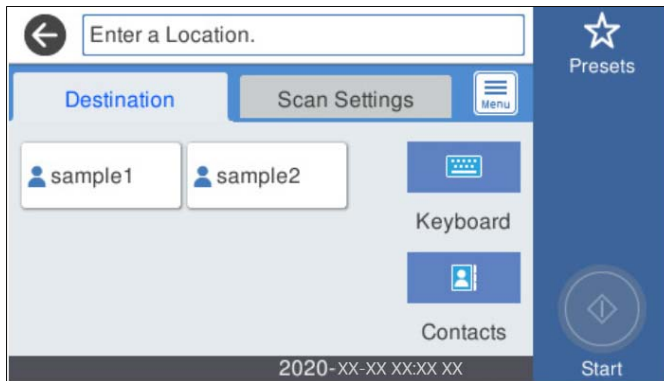 Enter a Location.
Presets
Destination
Scan Settings
Menu
sample1
sample2
Keyboard
Contacts
2020-XX-XX XX:XX XX
Start